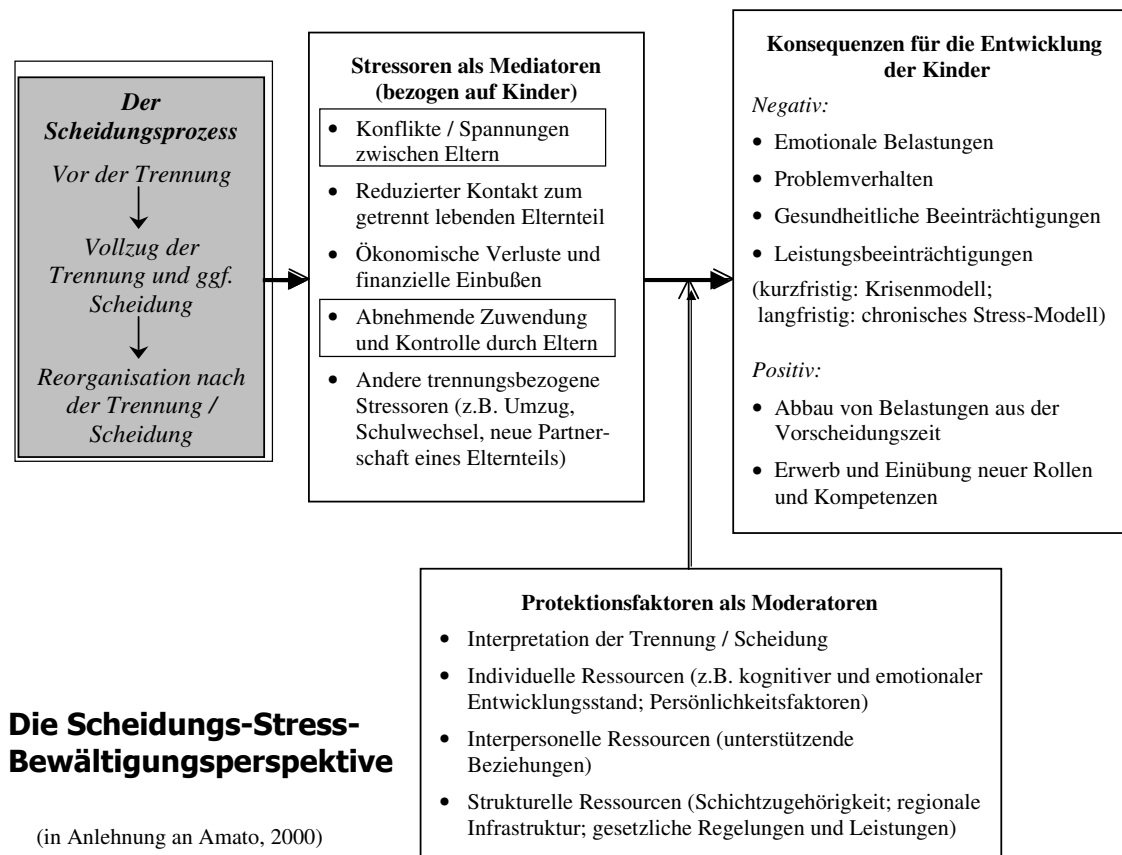 Der
Scheidungsprozess
Vor der Trennung
Vollzug der
Trennung und ggf.
Scheidung
Reorganisation nach
der Trennung /
Scheidung
Stressoren als Mediatoren
(bezogen auf Kinder)
• Konflikte / Spannungen
zwischen Eltern
• Reduzierter Kontakt zum
getrennt lebenden Elternteil
• Ökonomische Verluste und
finanzielle Einbußen
• Abnehmende Zuwendung
und Kontrolle durch Eltern
• Andere trennungsbezogene
Stressoren (z.B. Umzug,
Schulwechsel, neue Partner-
schaft eines Elternteils)
Konsequenzen für die Entwicklung
der Kinder
Negativ:
• Emotionale Belastungen
• Problemverhalten
• Gesundheitliche Beeinträchtigungen
• Leistungsbeeinträchtigungen
(kurzfristig: Krisenmodell;
langfristig: chronisches Stress-Modell)
Positiv:
• Abbau von Belastungen aus der
Vorscheidungszeit
• Erwerb und Einübung neuer Rollen
und Kompetenzen
Protektionsfaktoren als Moderatoren
• Interpretation der Trennung / Scheidung
• Individuelle Ressourcen (z.B. kognitiver und emotionaler
Entwicklungsstand; Persönlichkeitsfaktoren)
• Interpersonelle Ressourcen (unterstützende
Beziehungen)
• Strukturelle Ressourcen (Schichtzugehörigkeit; regionale
Infrastruktur; gesetzliche Regelungen und Leistungen)
Die Scheidungs-Stress-
Bewältigungsperspektive
(in Anlehnung an Amato, 2000)